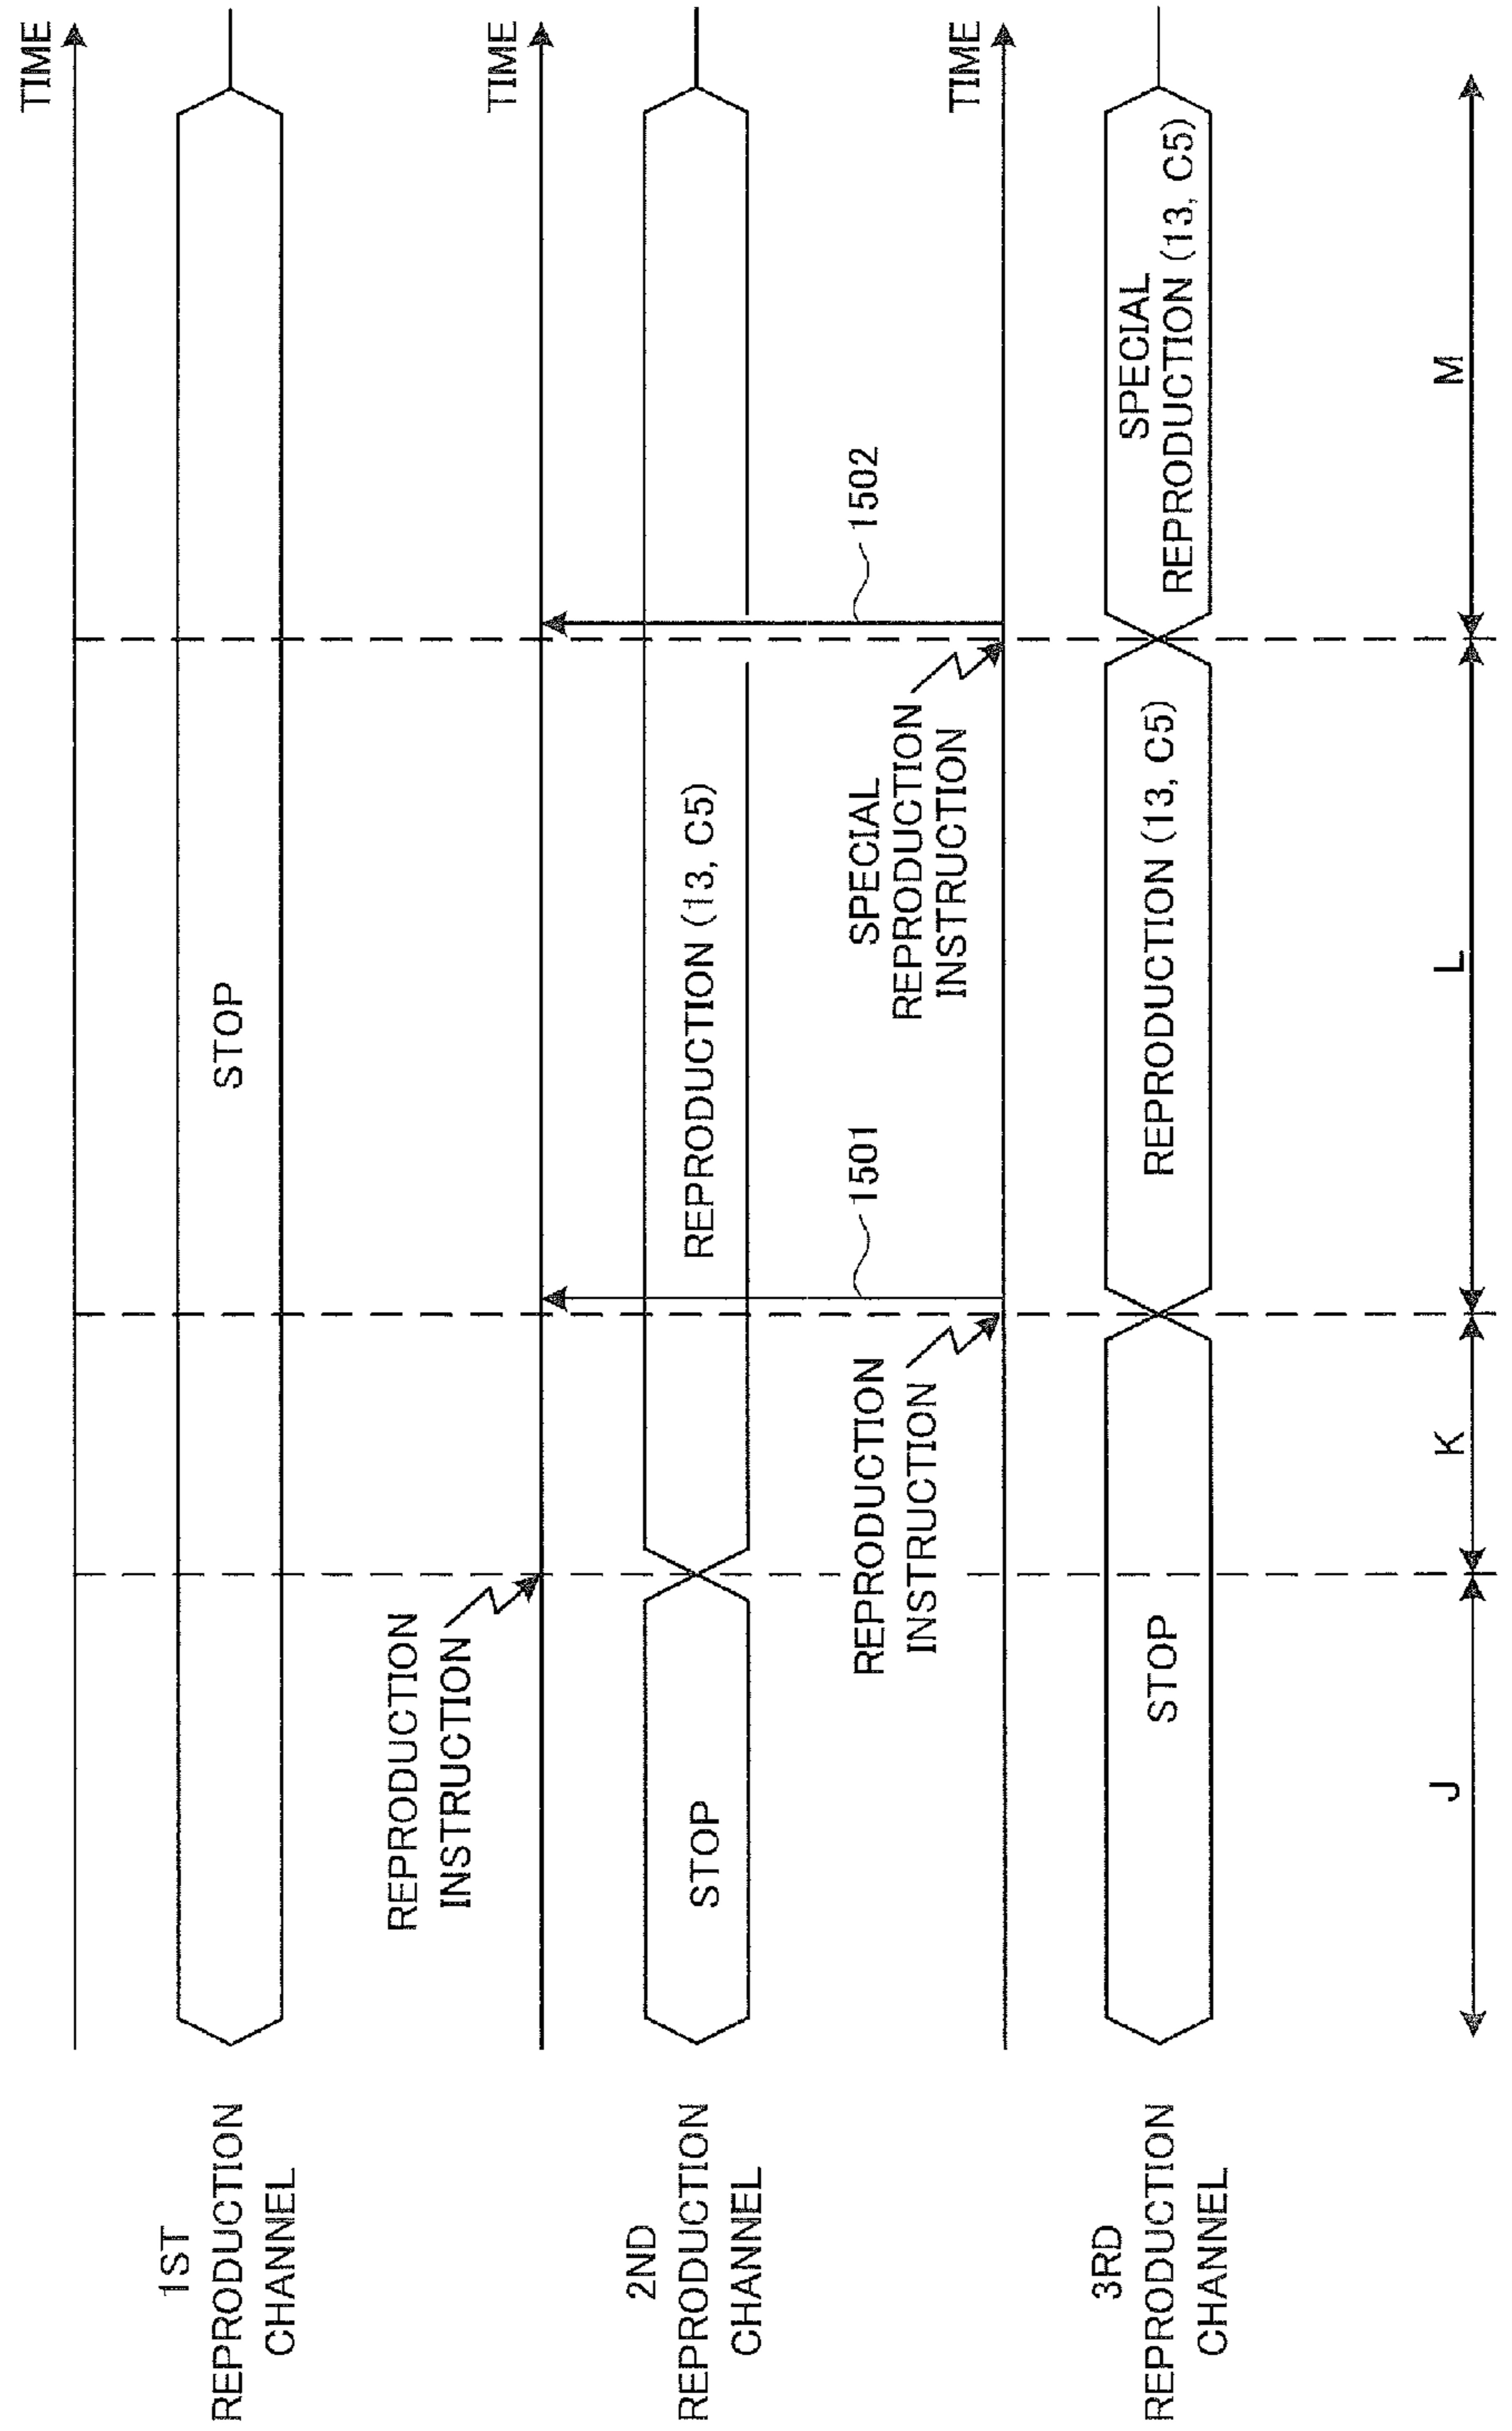 1ST
REPRODUCTION
CHANNEL
TIME
STOP
2ND
REPRODUCTION
CHANNEL
TIME
REPRODUCTION
INSTRUCTION
STOP
REPRODUCTION (13, C5)
1501
1502
3RD
REPRODUCTION
CHANNEL
TIME
REPRODUCTION
INSTRUCTION
SPECIAL
REPRODUCTION
INSTRUCTION
STOP
REPRODUCTION (13, C5)
SPECIAL
REPRODUCTION (13, C5)
J
K
L
M